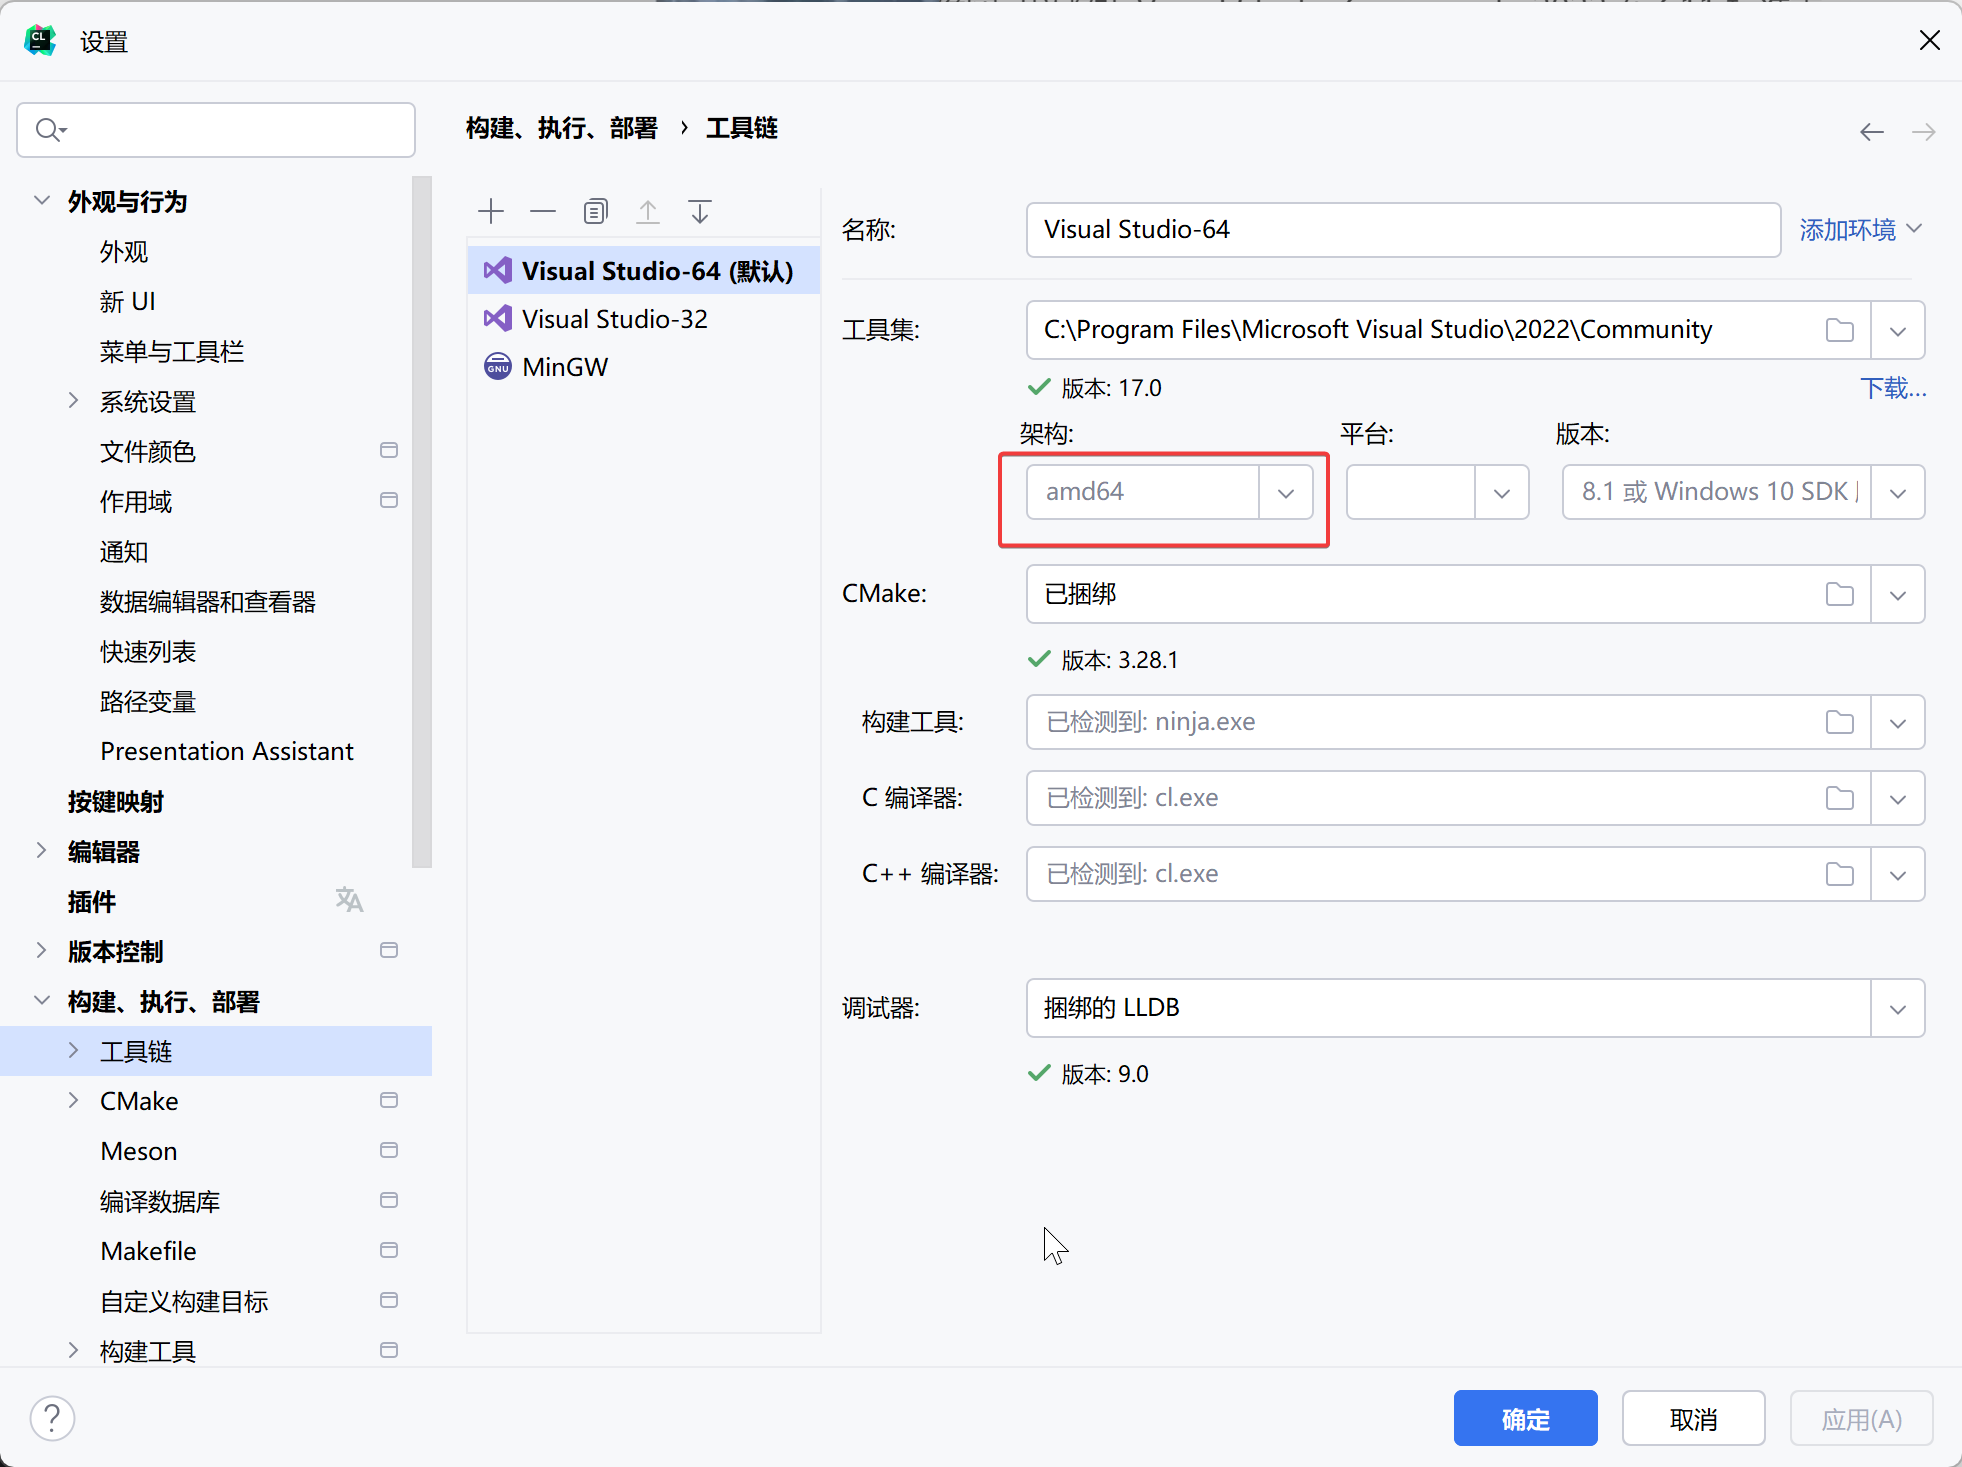 CL
设置
构建、执行、部署 › 工具链
外观与行为
外观
新 UI
菜单与工具栏
系统设置
文件颜色
作用域
通知
数据编辑器和查看器
快速列表
路径变量
Presentation Assistant
按键映射
编辑器
插件
版本控制
构建、执行、部署
工具链
CMake
Meson
编译数据库
Makefile
自定义构建目标
构建工具
Visual Studio-64 (默认)
Visual Studio-32
GNU
MinGW
名称:
Visual Studio-64
添加环境
工具集:
C:\Program Files\Microsoft Visual Studio\2022\Community
版本: 17.0
下载...
架构:
平台:
版本:
amd64
8.1 或 Windows 10 SDK
CMake:
已捆绑
版本: 3.28.1
构建工具:
已检测到: ninja.exe
C 编译器:
已检测到: cl.exe
C++ 编译器:
已检测到: cl.exe
调试器:
捆绑的 LLDB
版本: 9.0
?
确定
取消
应用(A)